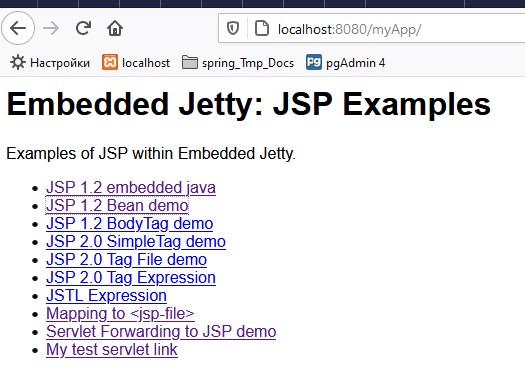 localhost:8080/myApp/
Настройки localhost spring_Tmp_Docs pgAdmin 4
Embedded Jetty: JSP Examples
Examples of JSP within Embedded Jetty.
JSP 1.2 embedded java
JSP 1.2 Bean demo
JSP 1.2 BodyTag demo
JSP 2.0 SimpleTag demo
JSP 2.0 Tag File demo
JSP 2.0 Tag Expression
JSTL Expression
Mapping to <jsp-file>
Servlet Forwarding to JSP demo
My test servlet link